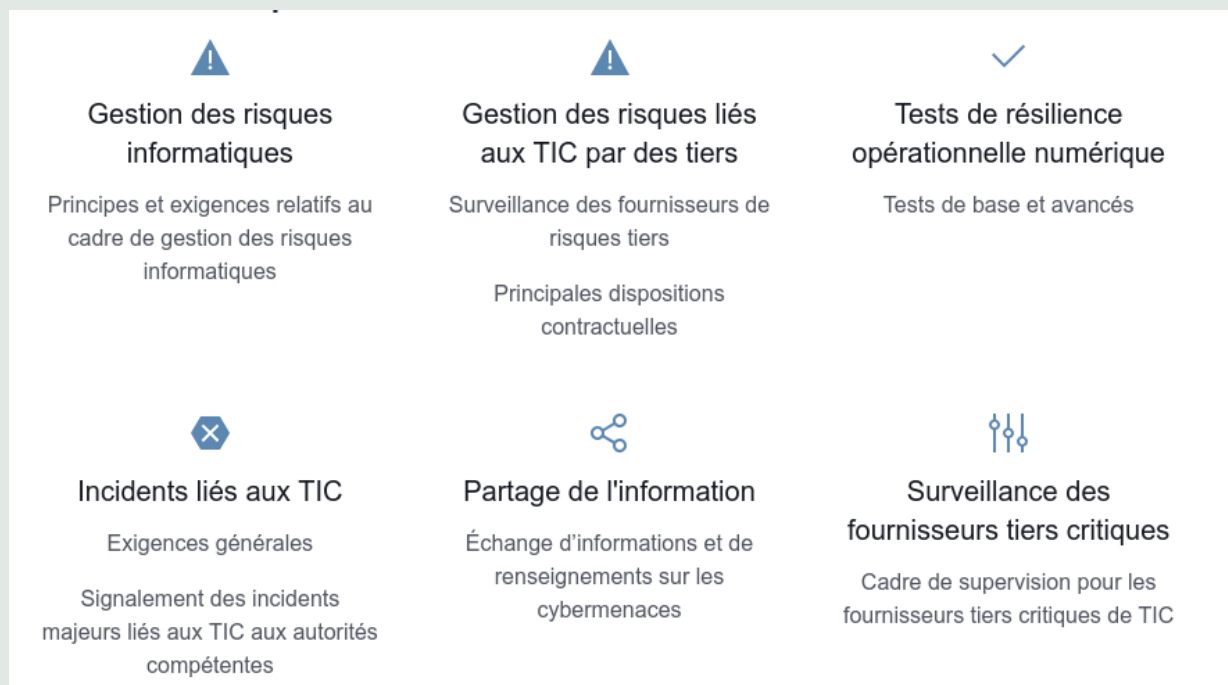 Gestion des risques
informatiques
Principes et exigences relatifs au
cadre de gestion des risques
informatiques
Gestion des risques liés
aux TIC par des tiers
Surveillance des fournisseurs de
risques tiers
Principales dispositions
contractuelles
Tests de résilience
opérationnelle numérique
Tests de base et avancés
Incidents liés aux TIC
Exigences générales
Signalement des incidents
majeurs liés aux TIC aux autorités
compétentes
Partage de l'information
Échange d’informations et de
renseignements sur les
cybermenaces
Surveillance des
fournisseurs tiers critiques
Cadre de supervision pour les
fournisseurs tiers critiques de TIC